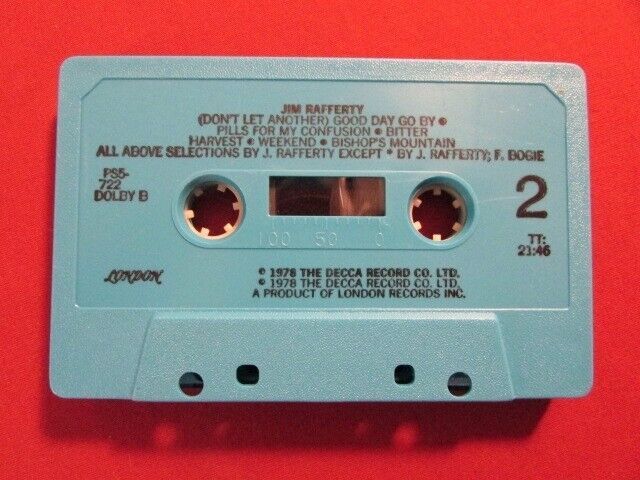 JIM RAFFERTY
(DON'T LET ANOTHER) GOOD DAY GO BY ●
PILLS FOR MY CONFUSION ● BITTER
HARVEST ● WEEKEND ● BISHOP'S MOUNTAIN
ALL ABOVE SELECTIONS BY J. RAFFERTY EXCEPT * BY J. RAFFERTY; F. BOGIE
PS5-
722
DOLBY B
2
TT:
21:46
100 50 0
LONDON
℗ 1978 THE DECCA RECORD CO. LTD.
© 1978 THE DECCA RECORD CO. LTD.
A PRODUCT OF LONDON RECORDS INC.